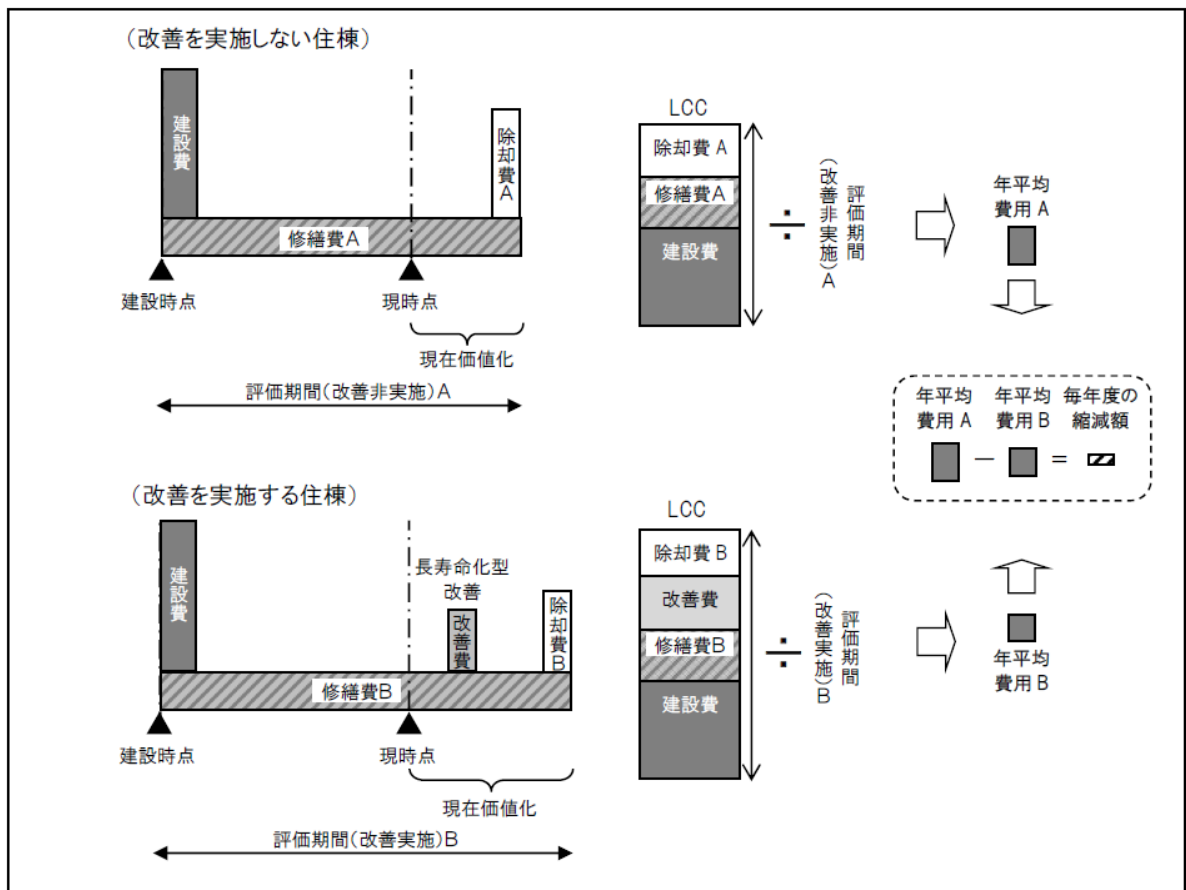 (改善を実施しない住棟)
建設費
除却費A
修繕費A
建設時点
現時点
現在価値化
評価期間(改善非実施)A
LCC
除却費A
修繕費A
建設費
÷
評価期間
(改善非実施)A
年平均
費用A
年平均
費用A
年平均
費用B
毎年度の
縮減額
− =
(改善を実施する住棟)
建設費
長寿命化型
改善
改善費
除却費B
修繕費B
建設時点
現時点
現在価値化
評価期間(改善実施)B
LCC
除却費B
改善費
修繕費B
建設費
÷
評価期間
(改善実施)B
年平均
費用B